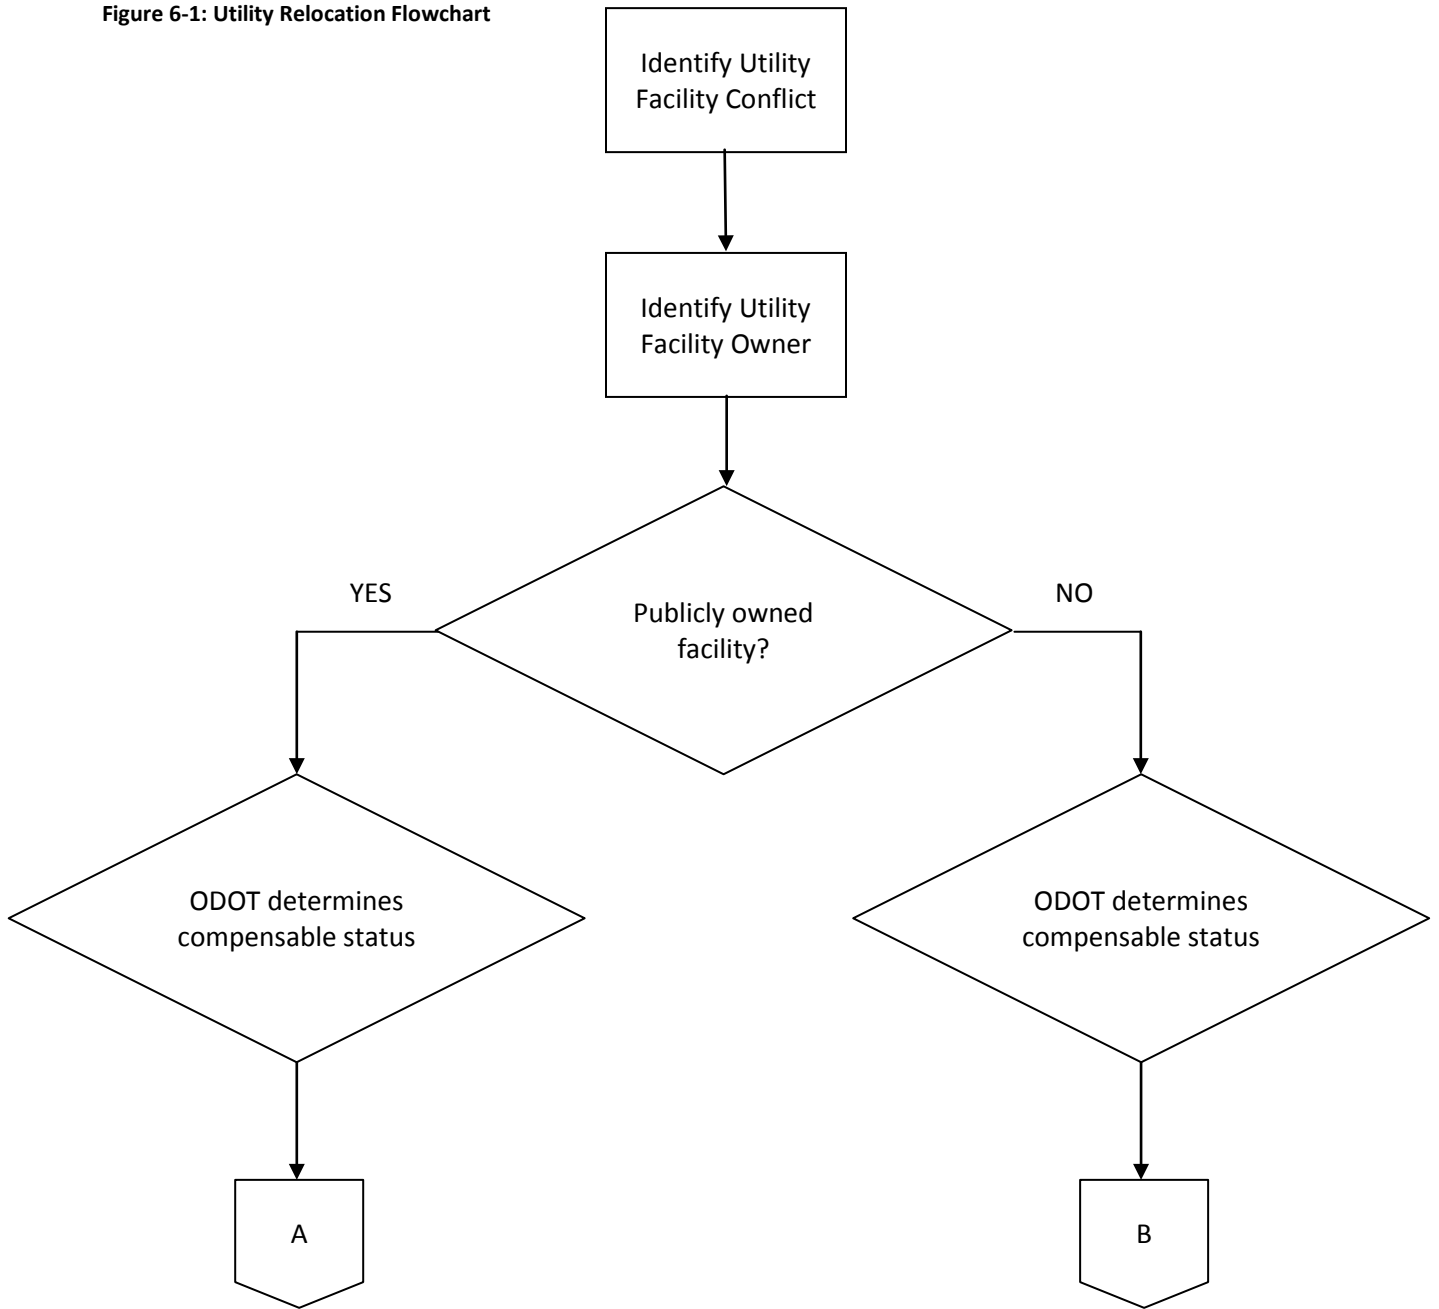 Figure 6-1: Utility Relocation Flowchart
Identify Utility
Facility Conflict
Identify Utility
Facility Owner
YES
NO
Publicly owned
facility?
ODOT determines
compensable status
ODOT determines
compensable status
A
B